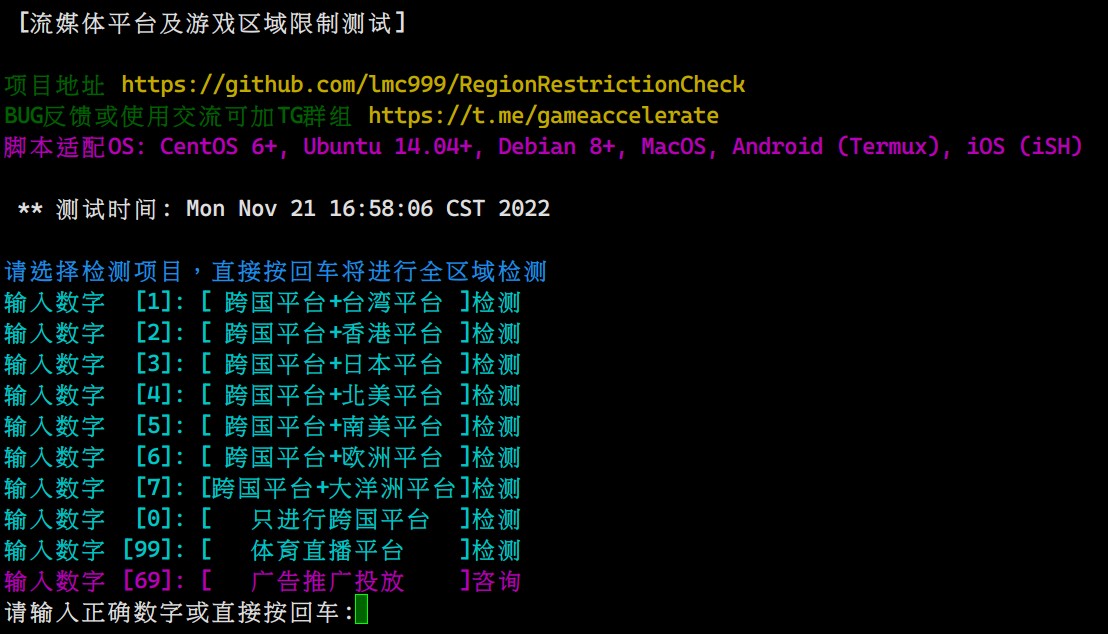 [流媒体平台及游戏区域限制测试]
项目地址 https://github.com/lmc999/RegionRestrictionCheck
BUG反馈或使用交流可加TG群组 https://t.me/gameaccelerate
脚本适配OS: CentOS 6+, Ubuntu 14.04+, Debian 8+, MacOS, Android (Termux), iOS (iSH)
** 测试时间: Mon Nov 21 16:58:06 CST 2022
请选择检测项目，直接按回车将进行全区域检测
输入数字 [1]: [ 跨国平台+台湾平台 ]检测
输入数字 [2]: [ 跨国平台+香港平台 ]检测
输入数字 [3]: [ 跨国平台+日本平台 ]检测
输入数字 [4]: [ 跨国平台+北美平台 ]检测
输入数字 [5]: [ 跨国平台+南美平台 ]检测
输入数字 [6]: [ 跨国平台+欧洲平台 ]检测
输入数字 [7]: [跨国平台+大洋洲平台]检测
输入数字 [0]: [ 只进行跨国平台 ]检测
输入数字 [99]: [ 体育直播平台 ]检测
输入数字 [69]: [ 广告推广投放 ]咨询
请输入正确数字或直接按回车: